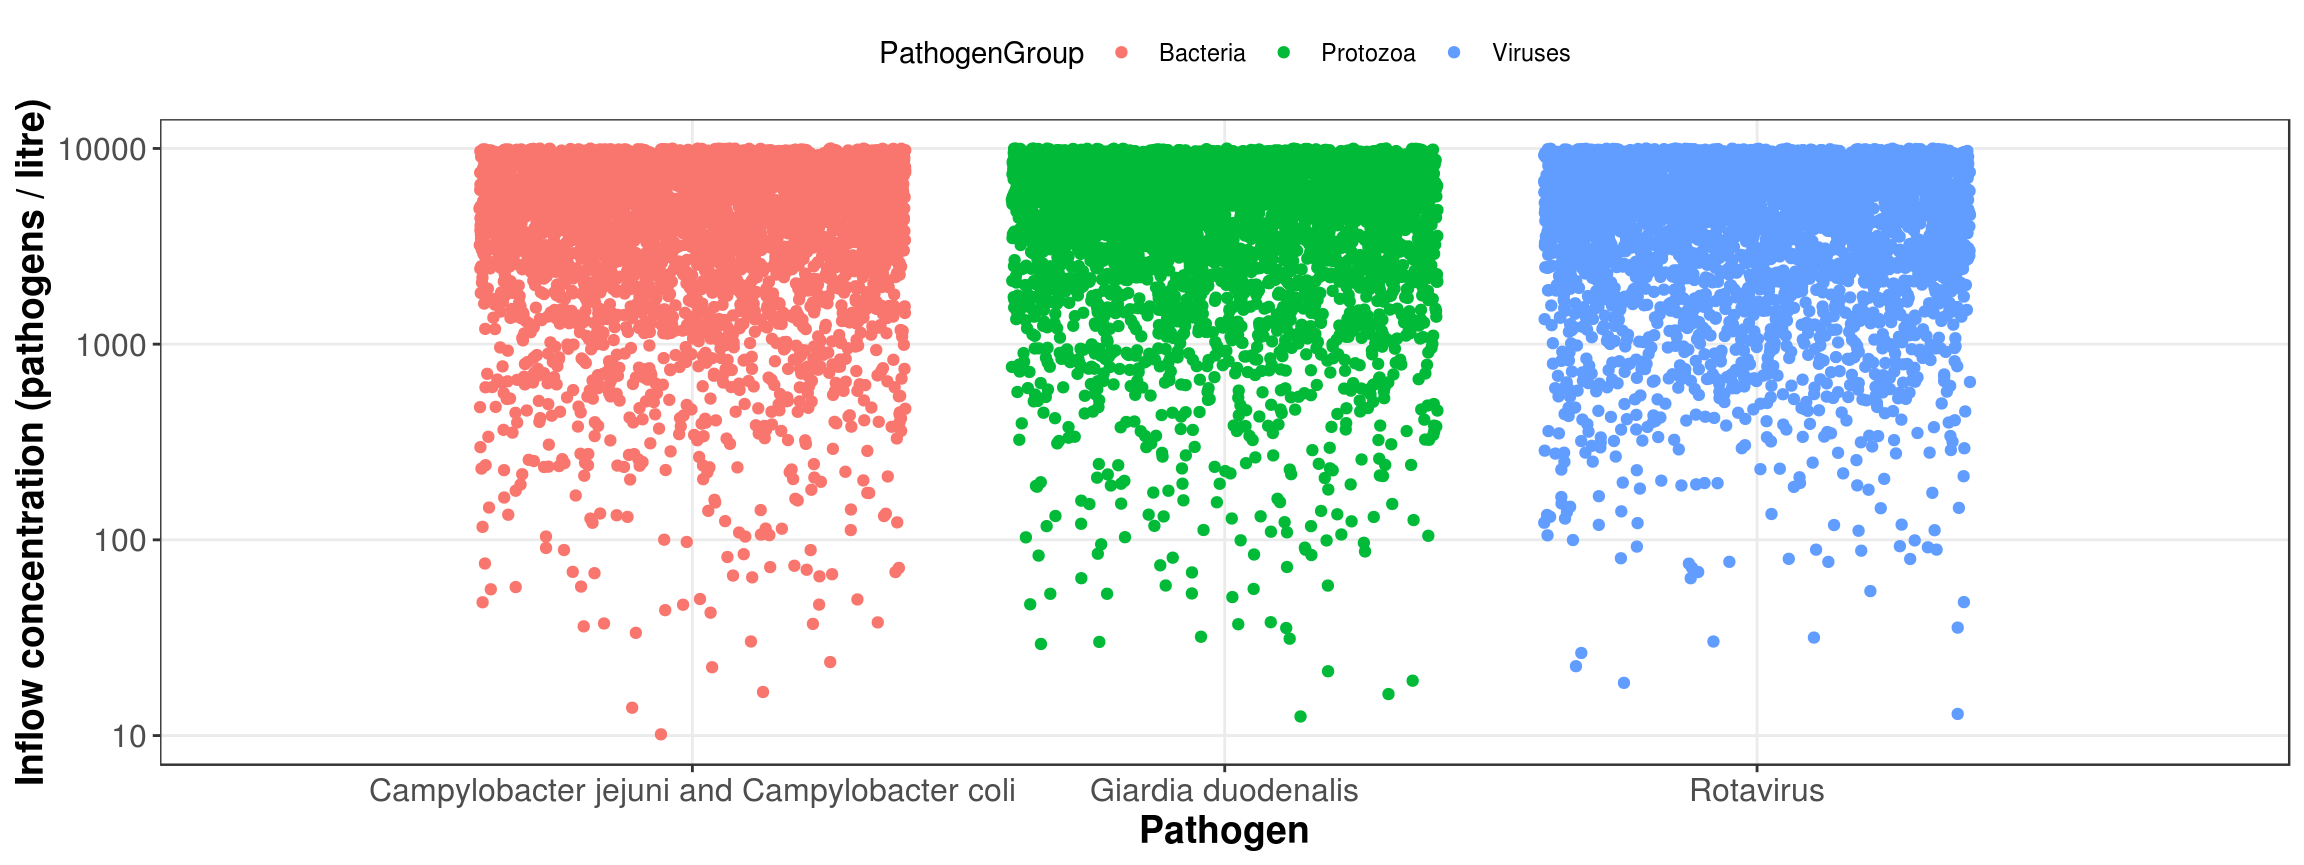 PathogenGroup Bacteria Protozoa Viruses
Inflow concentration (pathogens / litre)
10000
1000
100
10
Campylobacter jejuni and Campylobacter coli Giardia duodenalis Rotavirus
Pathogen